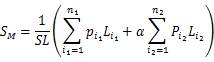 S_M = \frac{1}{SL} \left( \sum_{i_1=1}^{n_1} p_{i_1} L_{i_1} + \alpha \sum_{i_2=1}^{n_2} P_{i_2} L_{i_2} \right)